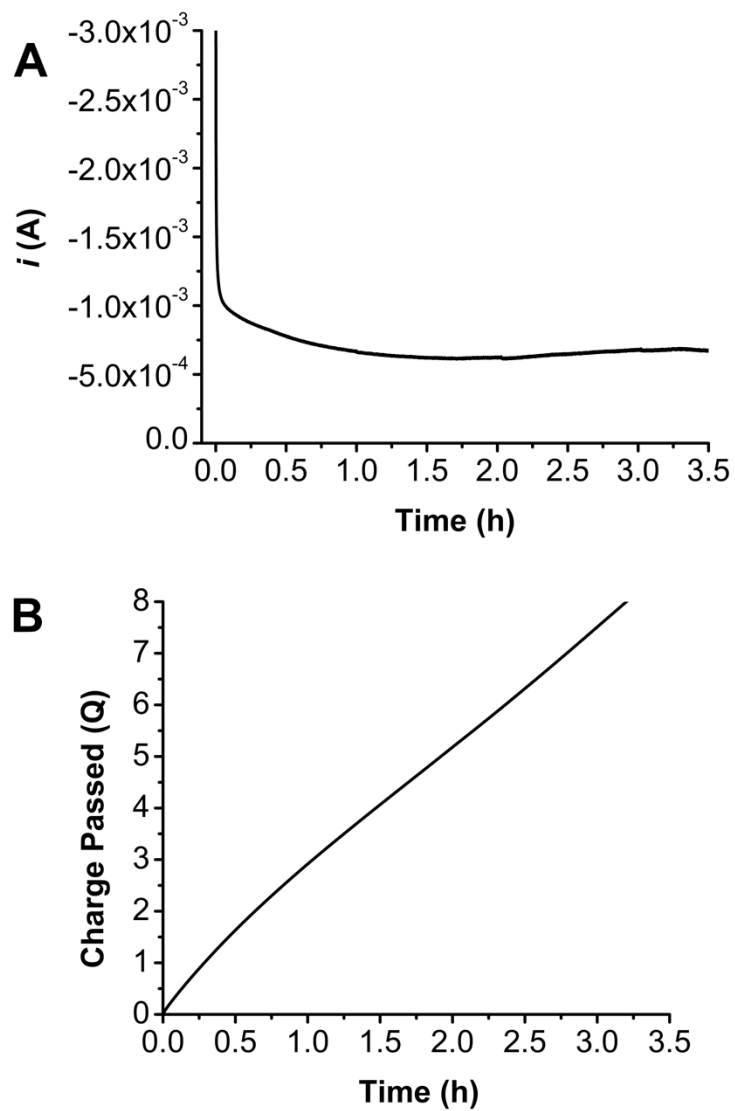 A
-3.0x10⁻³
-2.5x10⁻³
-2.0x10⁻³
-1.5x10⁻³
-1.0x10⁻³
-5.0x10⁻⁴
0.0
i (A)
0.0 0.5 1.0 1.5 2.0 2.5 3.0 3.5
Time (h)
B
8
7
6
5
4
3
2
1
0
Charge Passed (Q)
0.0 0.5 1.0 1.5 2.0 2.5 3.0 3.5
Time (h)